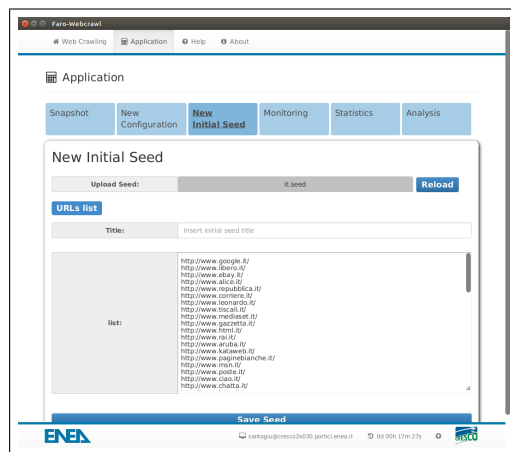 Faro-Webcrawl
Web Crawling Application Help About
Application
Snapshot New Configuration New Initial Seed Monitoring Statistics Analysis
New Initial Seed
Upload Seed: it.seed Reload
URLs list
Title: Insert initial seed title
list:
http://www.google.it/
http://www.libero.it/
http://www.ebay.it/
http://www.alice.it/
http://www.repubblica.it/
http://www.corriere.it/
http://www.leonardo.it/
http://www.tiscali.it/
http://www.mediaset.it/
http://www.gazzetta.it/
http://www.html.it/
http://www.rai.it/
http://www.aruba.it/
http://www.kataweb.it/
http://www.paginebianche.it/
http://www.msn.it/
http://www.poste.it/
http://www.ciao.it/
http://www.chatta.it/
Save Seed
ENEA santogiu@cresco2x030.portici.enea.it 0d 00h 17m 27s